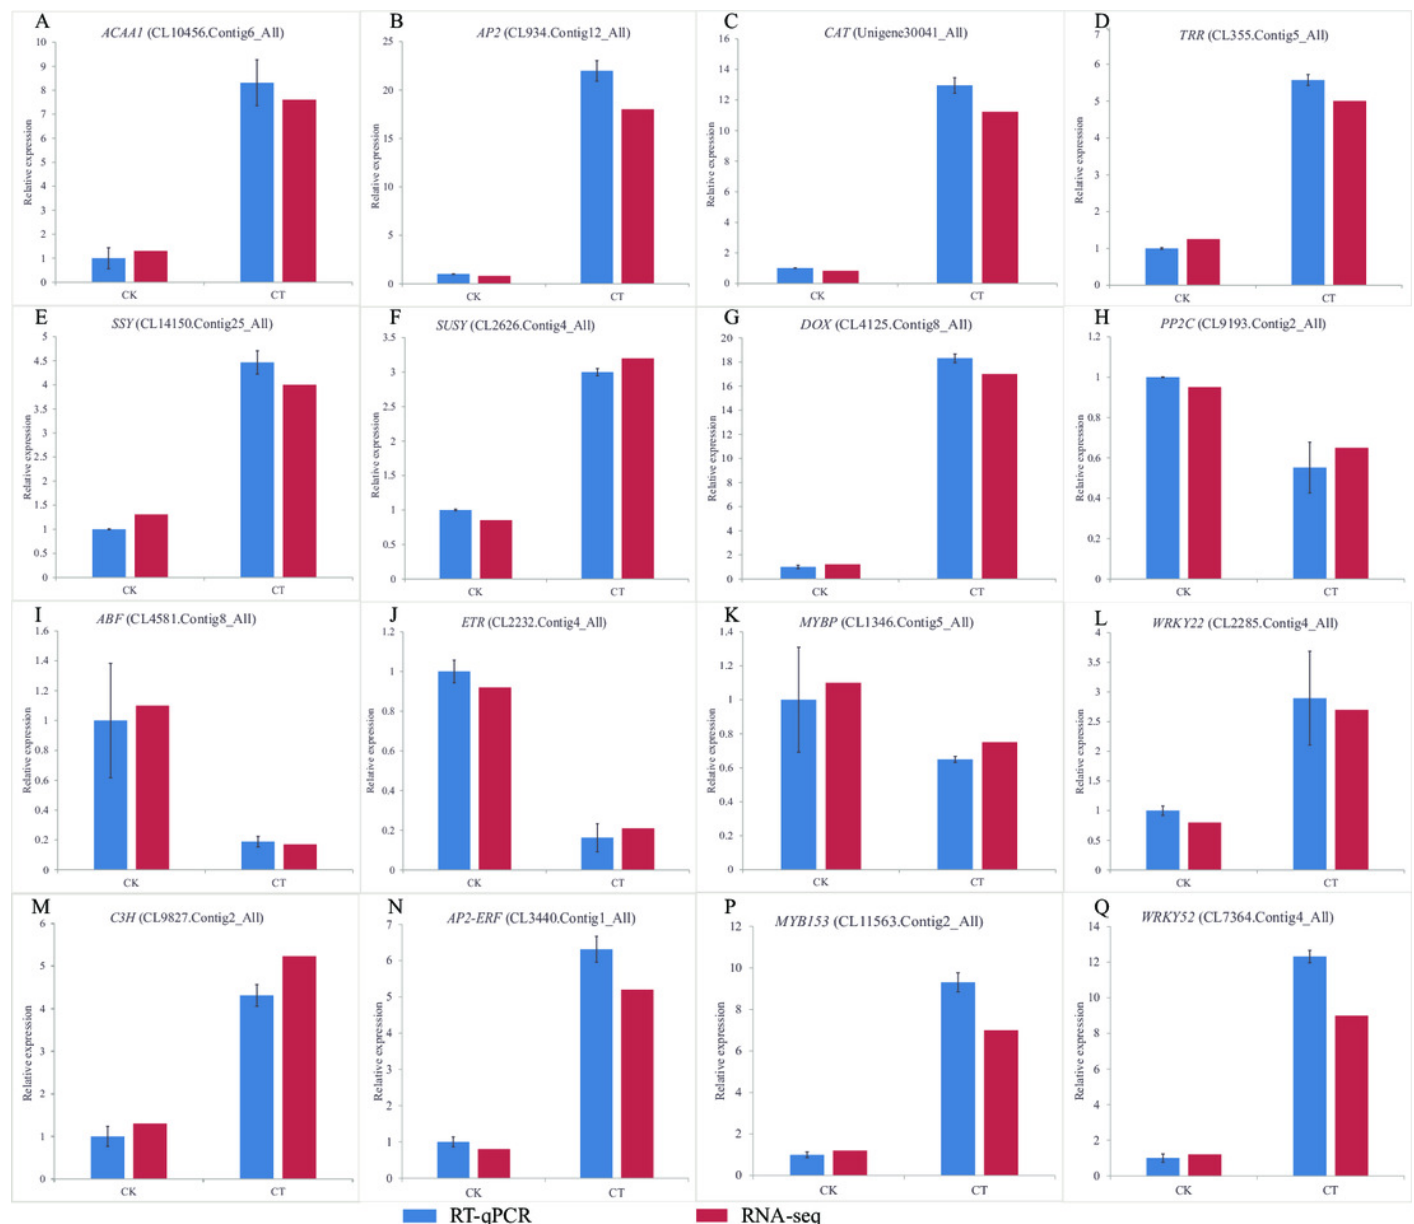 A
ACAA1 (CL10456.Contig6_All)
Relative expression
10
9
8
7
6
5
4
3
2
1
0
CK
CT
B
AP2 (CL934.Contig12_All)
Relative expression
25
20
15
10
5
0
CK
CT
C
CAT (Unigene30041_All)
Relative expression
16
14
12
10
8
6
4
2
0
CK
CT
D
TRR (CL355.Contig5_All)
Relative expression
7
6
5
4
3
2
1
0
CK
CT
E
SSY (CL14150.Contig25_All)
Relative expression
5
4.5
4
3.5
3
2.5
2
1.5
1
0.5
0
CK
CT
F
SUSY (CL2626.Contig4_All)
Relative expression
3.5
3
2.5
2
1.5
1
0.5
0
CK
CT
G
DOX (CL4125.Contig8_All)
Relative expression
20
18
16
14
12
10
8
6
4
2
0
CK
CT
H
PP2C (CL9193.Contig2_All)
Relative expression
1.2
1
0.8
0.6
0.4
0.2
0
CK
CT
I
ABF (CL4581.Contig8_All)
Relative expression
1.6
1.4
1.2
1
0.8
0.6
0.4
0.2
0
CK
CT
J
ETR (CL2232.Contig4_All)
Relative expression
1.2
1
0.8
0.6
0.4
0.2
0
CK
CT
K
MYBP (CL1346.Contig5_All)
Relative expression
1.4
1.2
1
0.8
0.6
0.4
0.2
0
CK
CT
L
WRKY22 (CL2285.Contig4_All)
Relative expression
4
3.5
3
2.5
2
1.5
1
0.5
0
CK
CT
M
C3H (CL9827.Contig2_All)
Relative expression
6
5
4
3
2
1
0
CK
CT
N
AP2-ERF (CL3440.Contig1_All)
Relative expression
7
6
5
4
3
2
1
0
CK
CT
P
MYB153 (CL11563.Contig2_All)
Relative expression
12
10
8
6
4
2
0
CK
CT
Q
WRKY52 (CL7364.Contig4_All)
Relative expression
14
12
10
8
6
4
2
0
CK
CT
RT-qPCR
RNA-seq